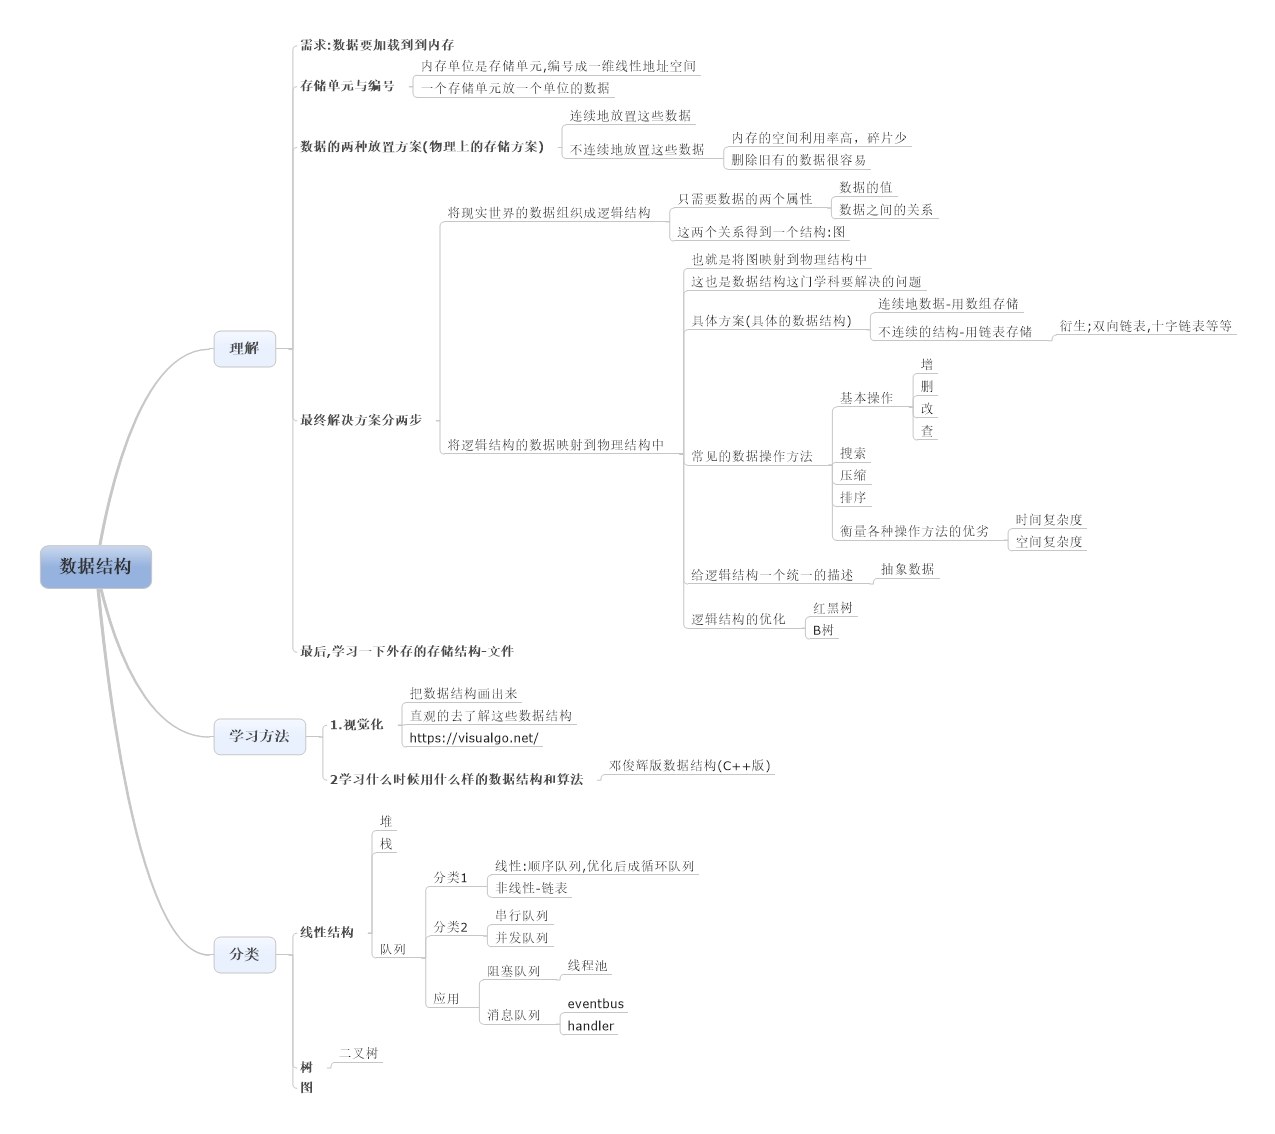 数据结构
理解
需求:数据要加载到到内存
存储单元与编号
内存单位是存储单元,编号成一维线性地址空间
一个存储单元放一个单位的数据
数据的两种放置方案(物理上的存储方案)
连续地放置这些数据
不连续地放置这些数据
内存的空间利用率高，碎片少
删除旧有的数据很容易
最终解决方案分两步
将现实世界的数据组织成逻辑结构
只需要数据的两个属性
数据的值
数据之间的关系
这两个关系得到一个结构:图
将逻辑结构的数据映射到物理结构中
也就是将图映射到物理结构中
这也是数据结构这门学科要解决的问题
具体方案(具体的数据结构)
连续地数据-用数组存储
不连续的结构-用链表存储
衍生;双向链表,十字链表等等
常见的数据操作方法
基本操作
增
删
改
查
搜索
压缩
排序
衡量各种操作方法的优劣
时间复杂度
空间复杂度
给逻辑结构一个统一的描述
抽象数据
逻辑结构的优化
红黑树
B树
最后,学习一下外存的存储结构-文件
学习方法
1.视觉化
把数据结构画出来
直观的去了解这些数据结构
https://visualgo.net/
2学习什么时候用什么样的数据结构和算法
邓俊辉版数据结构(C++版)
分类
线性结构
堆
栈
队列
分类1
线性:顺序队列,优化后成循环队列
非线性-链表
分类2
串行队列
并发队列
应用
阻塞队列
线程池
消息队列
eventbus
handler
树
二叉树
图